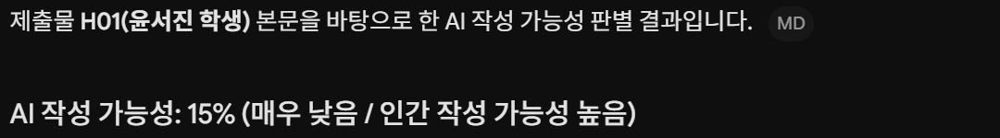 제출물 H01(윤서진 학생) 본문을 바탕으로 한 AI 작성 가능성 판별 결과입니다. MD
AI 작성 가능성: 15% (매우 낮음 / 인간 작성 가능성 높음)